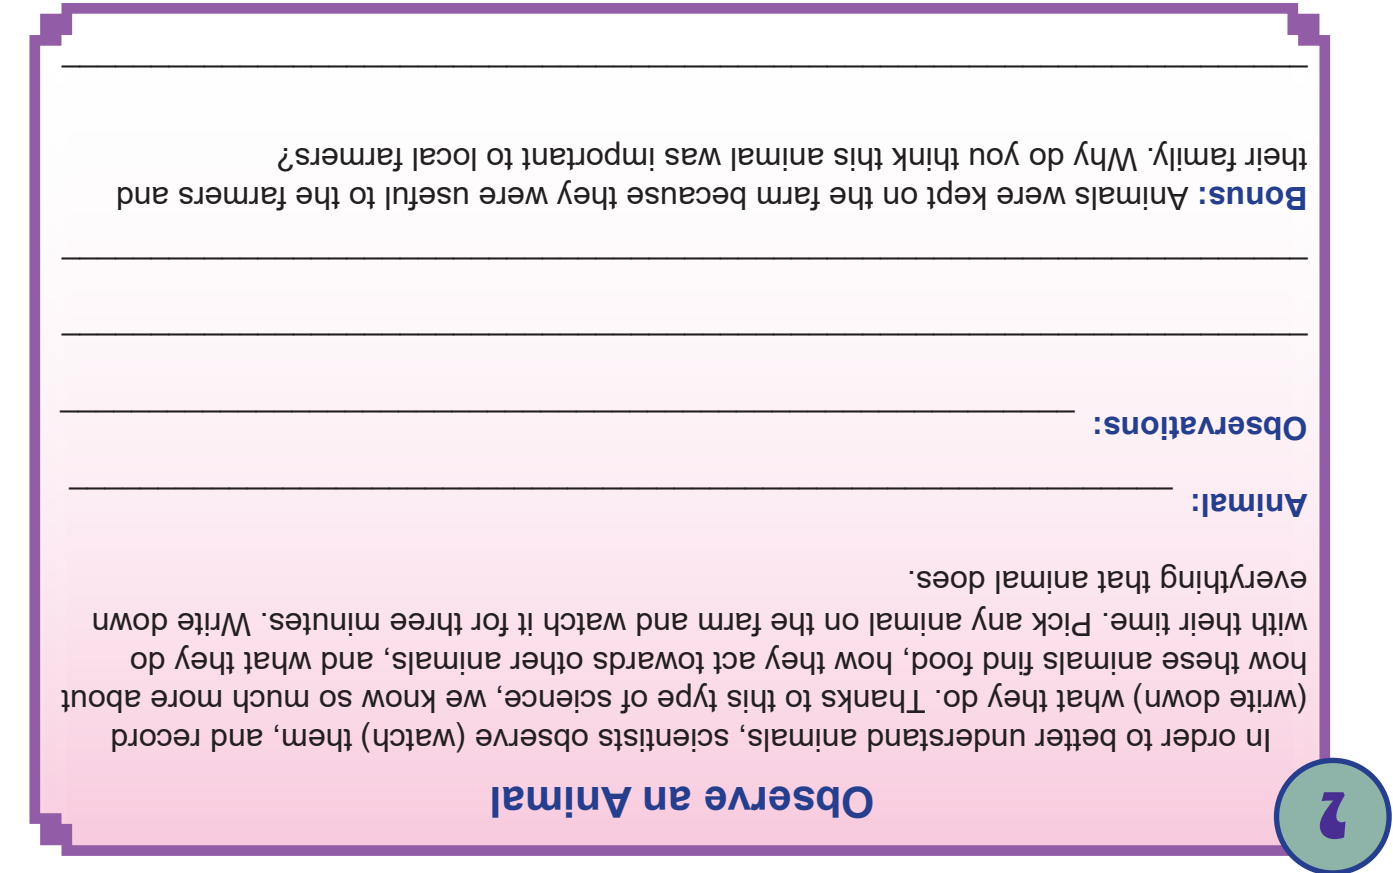 2
Observe an Animal
In order to better understand animals, scientists observe (watch) them, and record
(write down) what they do. Thanks to this type of science, we know so much more about
how these animals find food, how they act towards other animals, and what they do
with their time. Pick any animal on the farm and watch it for three minutes. Write down
everything that animal does.
Animal:
Observations:
Bonus: Animals were kept on the farm because they were useful to the farmers and
their family. Why do you think this animal was important to local farmers?